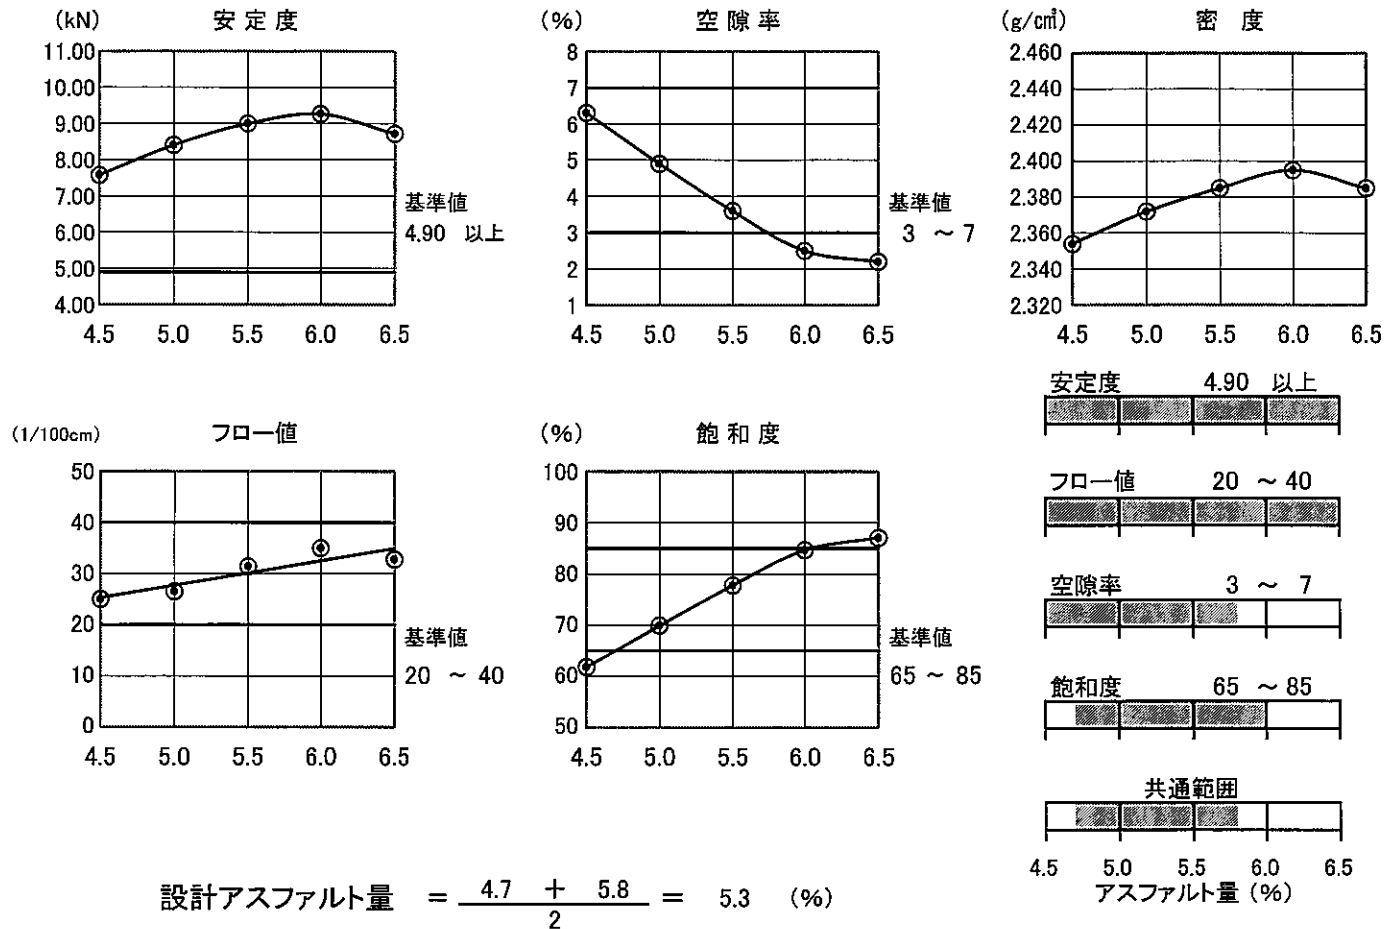 (kN) 安定度
11.00
10.00
9.00
8.00
7.00
6.00
5.00
4.00
4.5 5.0 5.5 6.0 6.5
基準値
4.90 以上
(%) 空隙率
8
7
6
5
4
3
2
1
4.5 5.0 5.5 6.0 6.5
基準値
3 ～ 7
(g/c㎥) 密度
2.460
2.440
2.420
2.400
2.380
2.360
2.340
2.320
4.5 5.0 5.5 6.0 6.5
(1/100cm) フロー値
50
40
30
20
10
0
4.5 5.0 5.5 6.0 6.5
基準値
20 ～ 40
(%) 飽和度
100
90
80
70
60
50
4.5 5.0 5.5 6.0 6.5
基準値
65 ～ 85
安定度 4.90 以上
フロー値 20 ～ 40
空隙率 3 ～ 7
飽和度 65 ～ 85
共通範囲
4.5 5.0 5.5 6.0 6.5
アスファルト量(%)
設計アスファルト量 = 4.7 + 5.8 = 5.3 (%)
2